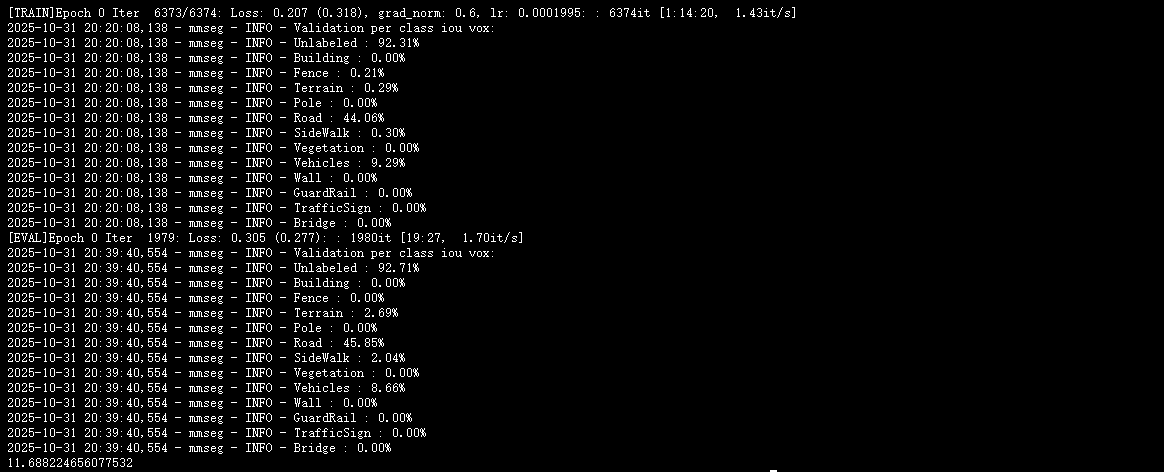 [TRAIN]Epoch 0 Iter  6373/6374: Loss: 0.207 (0.318), grad_norm: 0.6, lr: 0.0001995: : 6374it [1:14:20,  1.43it/s]
2025-10-31 20:20:08,138 - mmseg - INFO - Validation per class iou vox:
2025-10-31 20:20:08,138 - mmseg - INFO - Unlabeled : 92.31%
2025-10-31 20:20:08,138 - mmseg - INFO - Building : 0.00%
2025-10-31 20:20:08,138 - mmseg - INFO - Fence : 0.21%
2025-10-31 20:20:08,138 - mmseg - INFO - Terrain : 0.29%
2025-10-31 20:20:08,138 - mmseg - INFO - Pole : 0.00%
2025-10-31 20:20:08,138 - mmseg - INFO - Road : 44.06%
2025-10-31 20:20:08,138 - mmseg - INFO - SideWalk : 0.30%
2025-10-31 20:20:08,138 - mmseg - INFO - Vegetation : 0.00%
2025-10-31 20:20:08,138 - mmseg - INFO - Vehicles : 9.29%
2025-10-31 20:20:08,138 - mmseg - INFO - Wall : 0.00%
2025-10-31 20:20:08,138 - mmseg - INFO - GuardRail : 0.00%
2025-10-31 20:20:08,138 - mmseg - INFO - TrafficSign : 0.00%
2025-10-31 20:20:08,138 - mmseg - INFO - Bridge : 0.00%
[EVAL]Epoch 0 Iter  1979: Loss: 0.305 (0.277): : 1980it [19:27,  1.70it/s]
2025-10-31 20:39:40,554 - mmseg - INFO - Validation per class iou vox:
2025-10-31 20:39:40,554 - mmseg - INFO - Unlabeled : 92.71%
2025-10-31 20:39:40,554 - mmseg - INFO - Building : 0.00%
2025-10-31 20:39:40,554 - mmseg - INFO - Fence : 0.00%
2025-10-31 20:39:40,554 - mmseg - INFO - Terrain : 2.69%
2025-10-31 20:39:40,554 - mmseg - INFO - Pole : 0.00%
2025-10-31 20:39:40,554 - mmseg - INFO - Road : 45.85%
2025-10-31 20:39:40,554 - mmseg - INFO - SideWalk : 2.04%
2025-10-31 20:39:40,554 - mmseg - INFO - Vegetation : 0.00%
2025-10-31 20:39:40,554 - mmseg - INFO - Vehicles : 8.66%
2025-10-31 20:39:40,554 - mmseg - INFO - Wall : 0.00%
2025-10-31 20:39:40,554 - mmseg - INFO - GuardRail : 0.00%
2025-10-31 20:39:40,554 - mmseg - INFO - TrafficSign : 0.00%
2025-10-31 20:39:40,554 - mmseg - INFO - Bridge : 0.00%
11.688224656077532